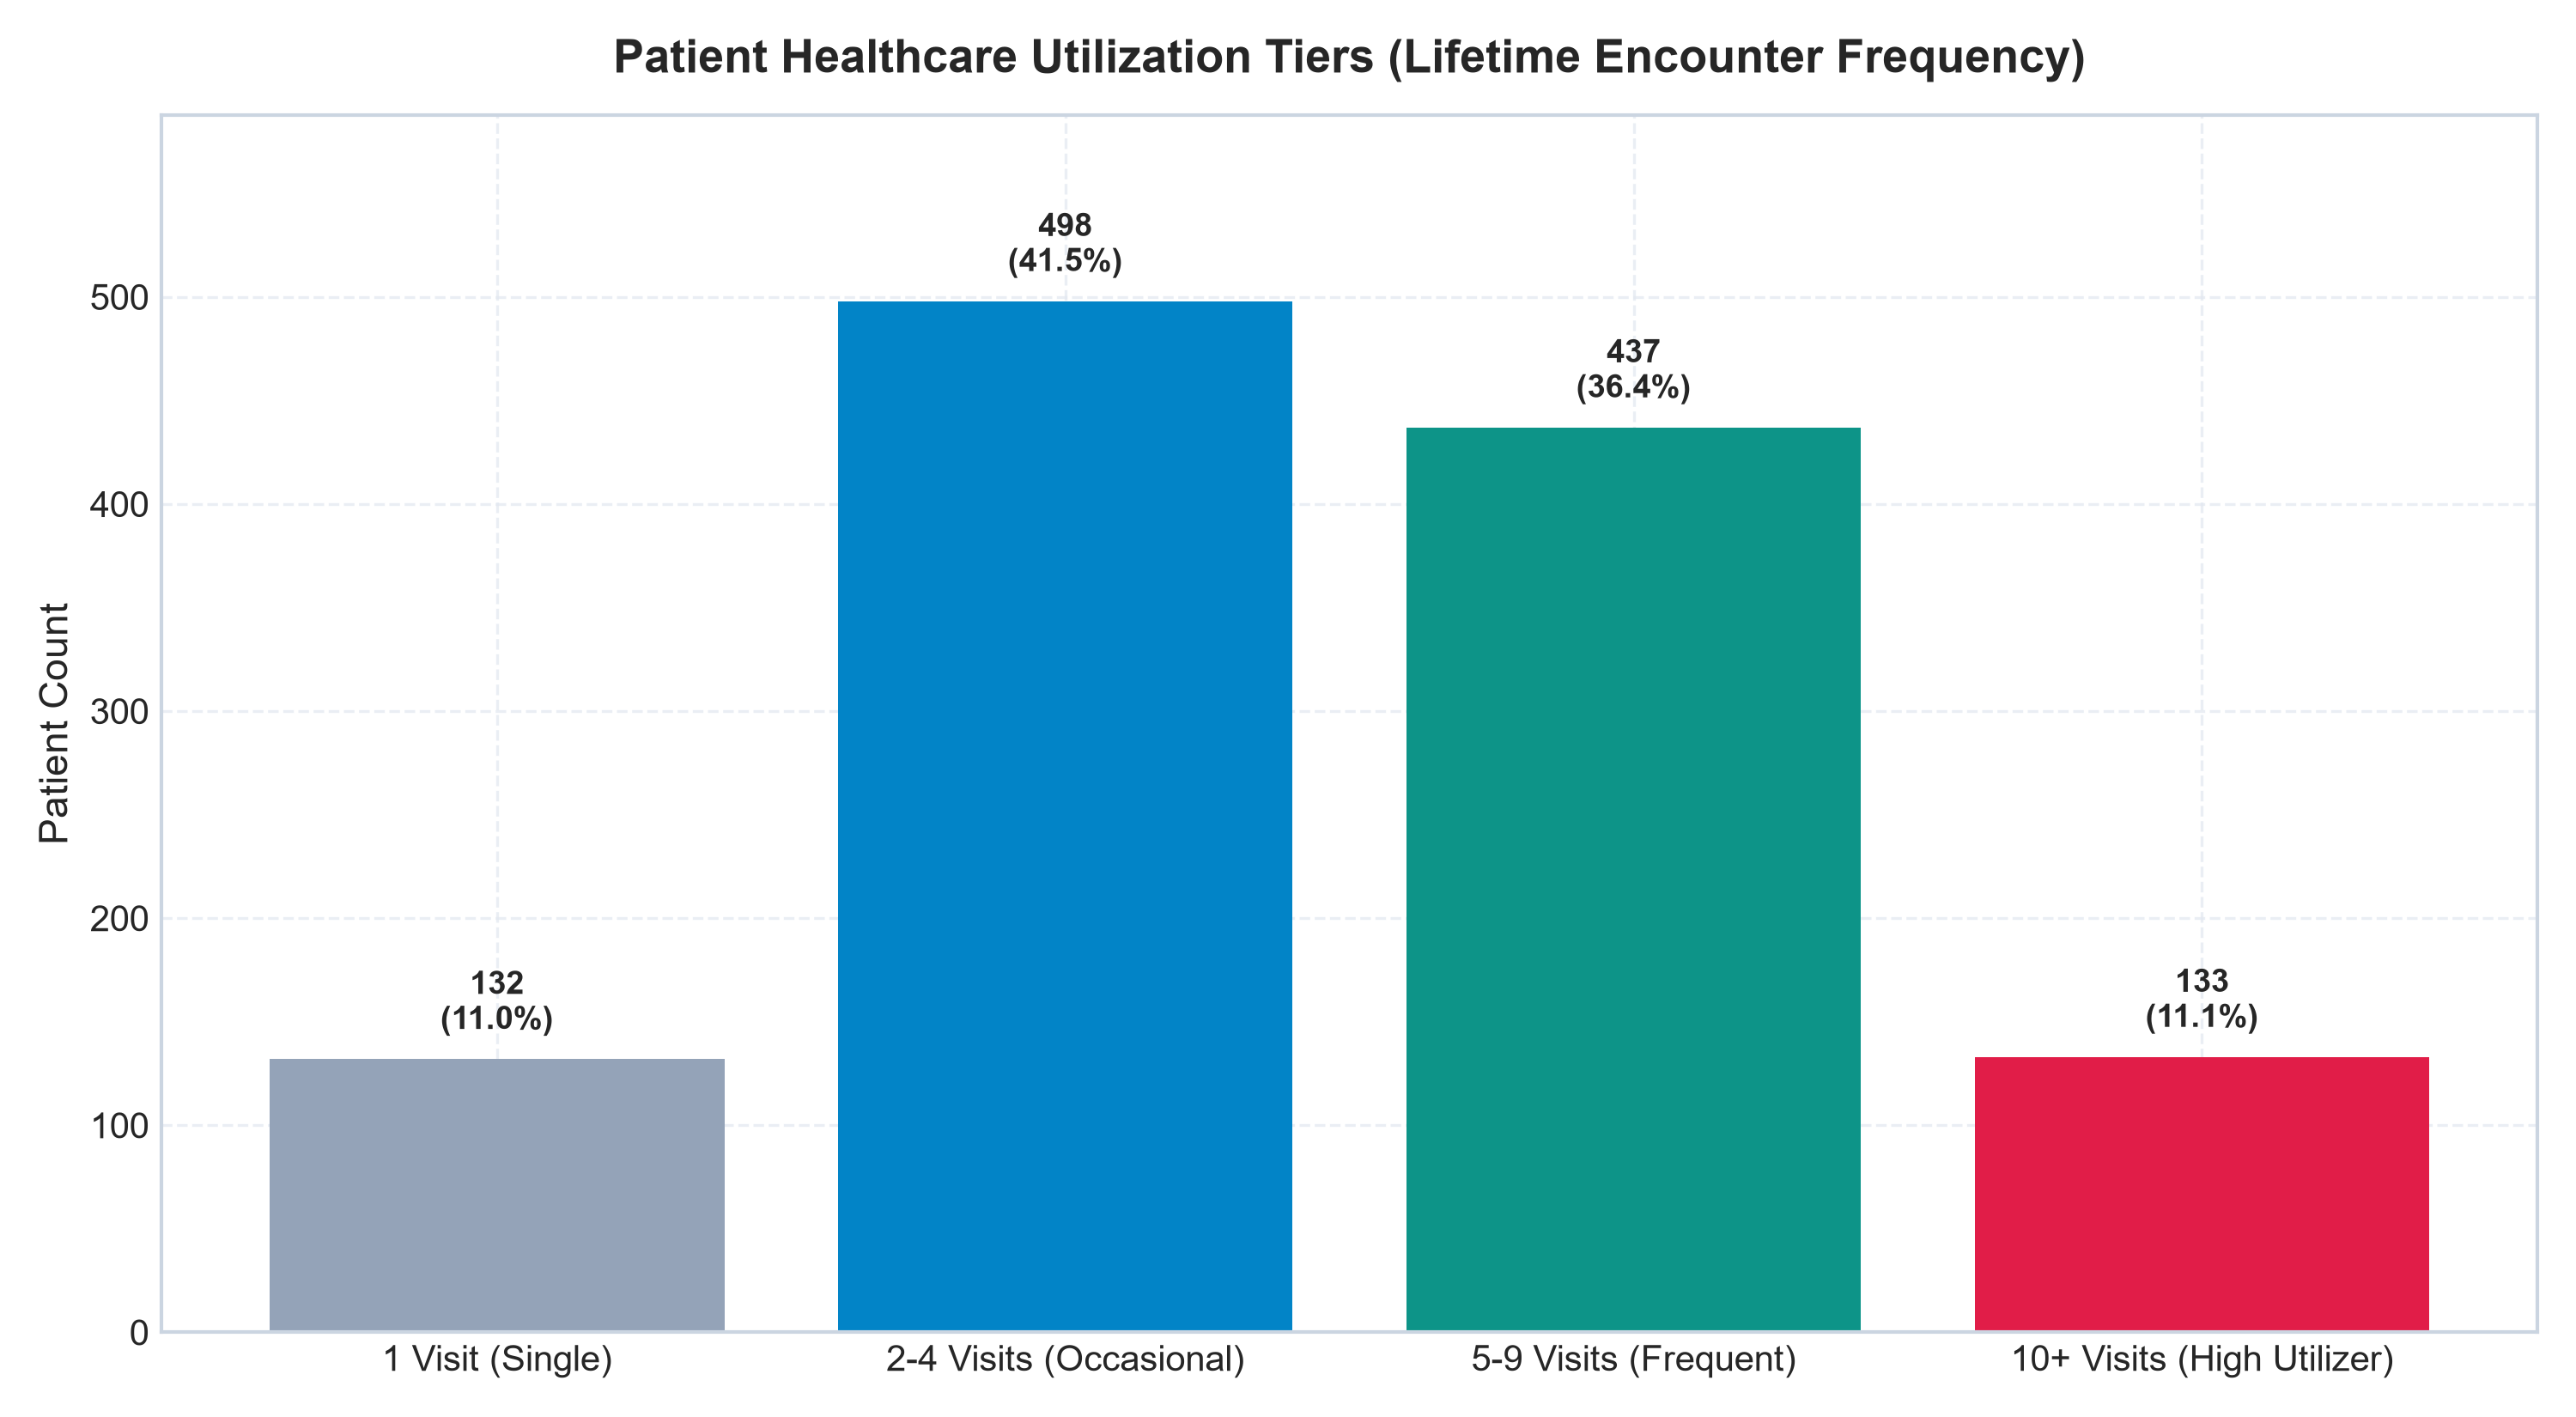 Patient Healthcare Utilization Tiers (Lifetime Encounter Frequency)
Patient Count
500
400
300
200
100
0
132
(11.0%)
498
(41.5%)
437
(36.4%)
133
(11.1%)
1 Visit (Single)
2-4 Visits (Occasional)
5-9 Visits (Frequent)
10+ Visits (High Utilizer)